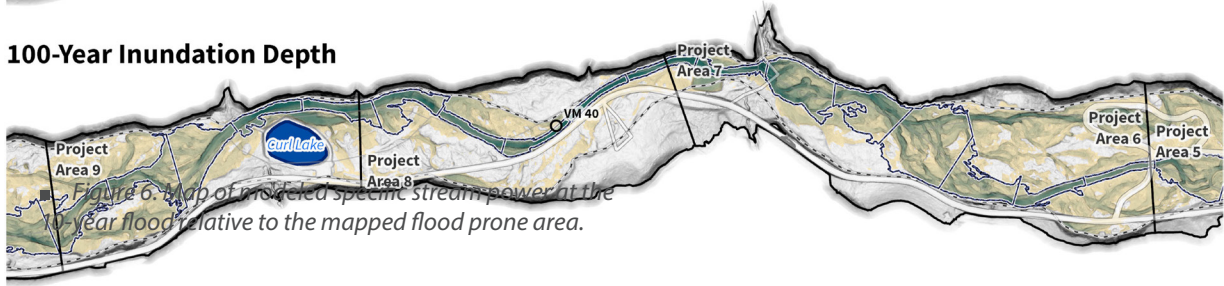 100-Year Inundation Depth
Project
Area 7
VM 40
Curl Lake
Project
Area 9
Project
Area 8
Project
Area 6
Project
Area 5
Figure 6. Map of modeled specific stream power at the
10-year flood relative to the mapped flood prone area.